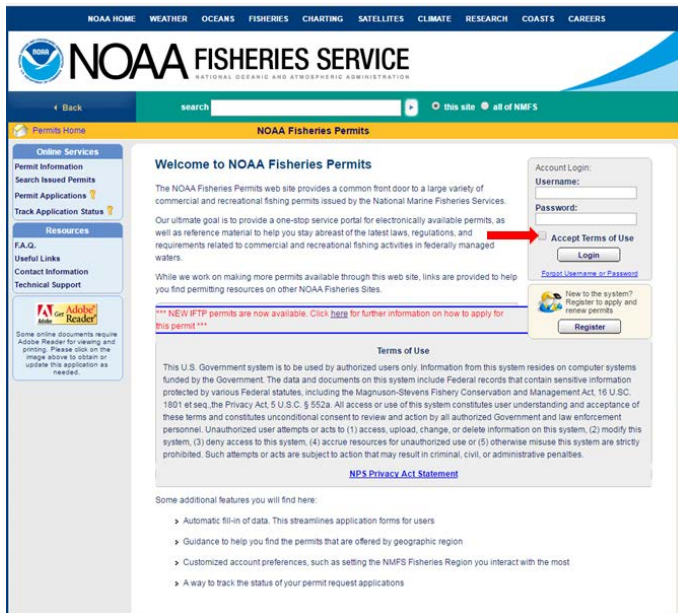 NOAA HOME WEATHER OCEANS FISHERIES CHARTING SATELLITES CLIMATE RESEARCH COASTS CAREERS
NOAA
NOAA FISHERIES SERVICE
NATIONAL OCEANIC AND ATMOSPHERIC ADMINISTRATION
Back
search
this site all of NMFS
Permits Home
NOAA Fisheries Permits
Online Services
Permit Information
Search Issued Permits
Permit Applications ?
Track Application Status ?
Resources
F.A.Q.
Useful Links
Contact Information
Technical Support
Adobe
Get Adobe®
Reader®
Some online documents require
Adobe Reader for viewing and
printing. Please click on the
image above to obtain or
update this application as
needed.
Welcome to NOAA Fisheries Permits
The NOAA Fisheries Permits web site provides a common front door to a large variety of
commercial and recreational fishing permits issued by the National Marine Fisheries Services.
Our ultimate goal is to provide a one-stop service portal for electronically available permits, as
well as reference material to help you stay abreast of the latest laws, regulations, and
requirements related to commercial and recreational fishing activities in federally managed
waters.
While we work on making more permits available through this web site, links are provided to help
you find permitting resources on other NOAA Fisheries Sites.
*** NEW IFTP permits are now available. Click here for further information on how to apply for
this permit ***
Account Login:
Username:
Password:
Accept Terms of Use
Login
Forgot Username or Password
New to the system?
Register to apply and
renew permits
Register
Terms of Use
This U.S. Government system is to be used by authorized users only. Information from this system resides on computer systems
funded by the Government. The data and documents on this system include Federal records that contain sensitive information
protected by various Federal statutes, including the Magnuson-Stevens Fishery Conservation and Management Act, 16 U.SC.
1801 et seq.,the Privacy Act, 5 U.S.C. § 552a. All access or use of this system constitutes user understanding and acceptance of
these terms and constitutes unconditional consent to review and action by all authorized Government and law enforcement
personnel. Unauthorized user attempts or acts to (1) access, upload, change, or delete information on this system, (2) modify this
system, (3) deny access to this system, (4) accrue resources for unauthorized use or (5) otherwise misuse this system are strictly
prohibited. Such attempts or acts are subject to action that may result in criminal, civil, or administrative penalties.
NPS Privacy Act Statement
Some additional features you will find here:
Automatic fill-in of data. This streamlines application forms for users
Guidance to help you find the permits that are offered by geographic region
Customized account preferences, such as setting the NMFS Fisheries Region you interact with the most
A way to track the status of your permit request applications